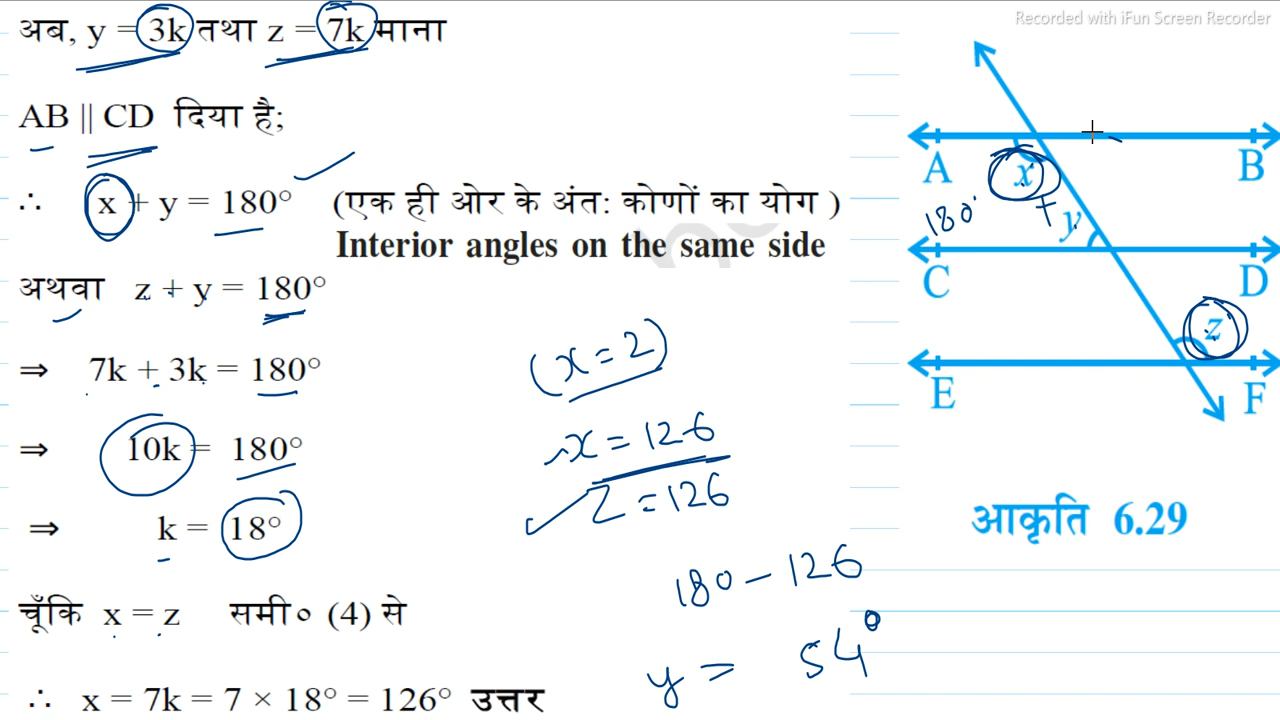 Recorded with iFun Screen Recorder
अब, y = 3k तथा z = 7k माना
AB || CD दिया है;
∴ x + y = 180° (एक ही ओर के अंत: कोणों का योग )
Interior angles on the same side
अथवा z + y = 180°
⇒ 7k + 3k = 180°
⇒ 10k = 180°
⇒ k = 18°
चूँकि x = z समी० (4) से
∴ x = 7k = 7 × 18° = 126° उत्तर
(x = 2)
x = 126
Z = 126
180 - 126
y = 54°
A B
x
180° +
y
C D
z
E F
आकृति 6.29